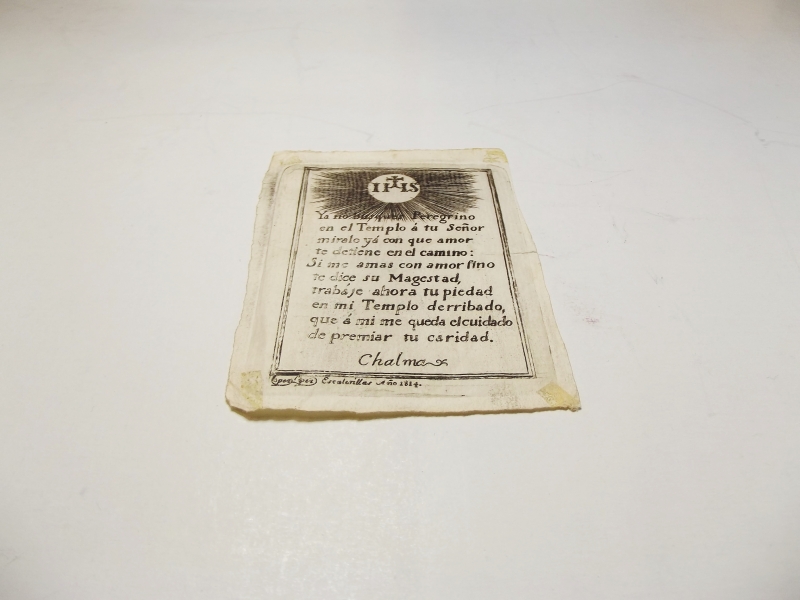 IHS
Ya no busques Peregrino
en el Templo á tu Señor
miralo yá con que amor
te detiene en el camino:
Si me amas con amor fino
te dice su Magestad,
trabáje ahora tu piedad
en mi Templo derribado,
que á mi me queda el cuidado
de premiar tu caridad.
Chalma
Escalerillas Año 1814.